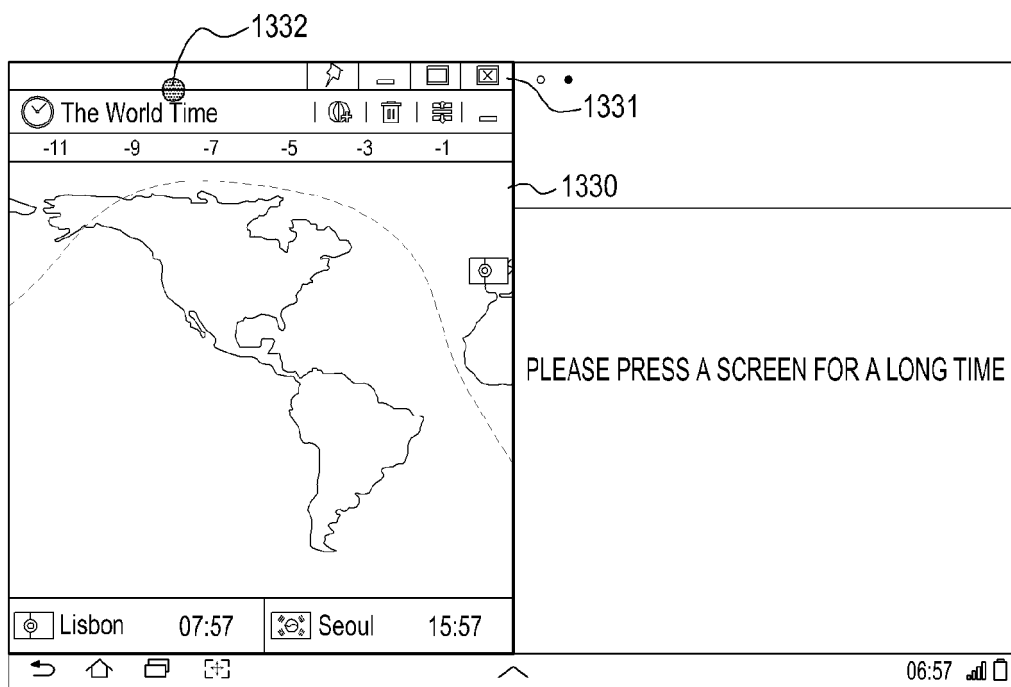 1332
1331
The World Time
-11 -9 -7 -5 -3 -1
1330
PLEASE PRESS A SCREEN FOR A LONG TIME
Lisbon 07:57 Seoul 15:57
06:57